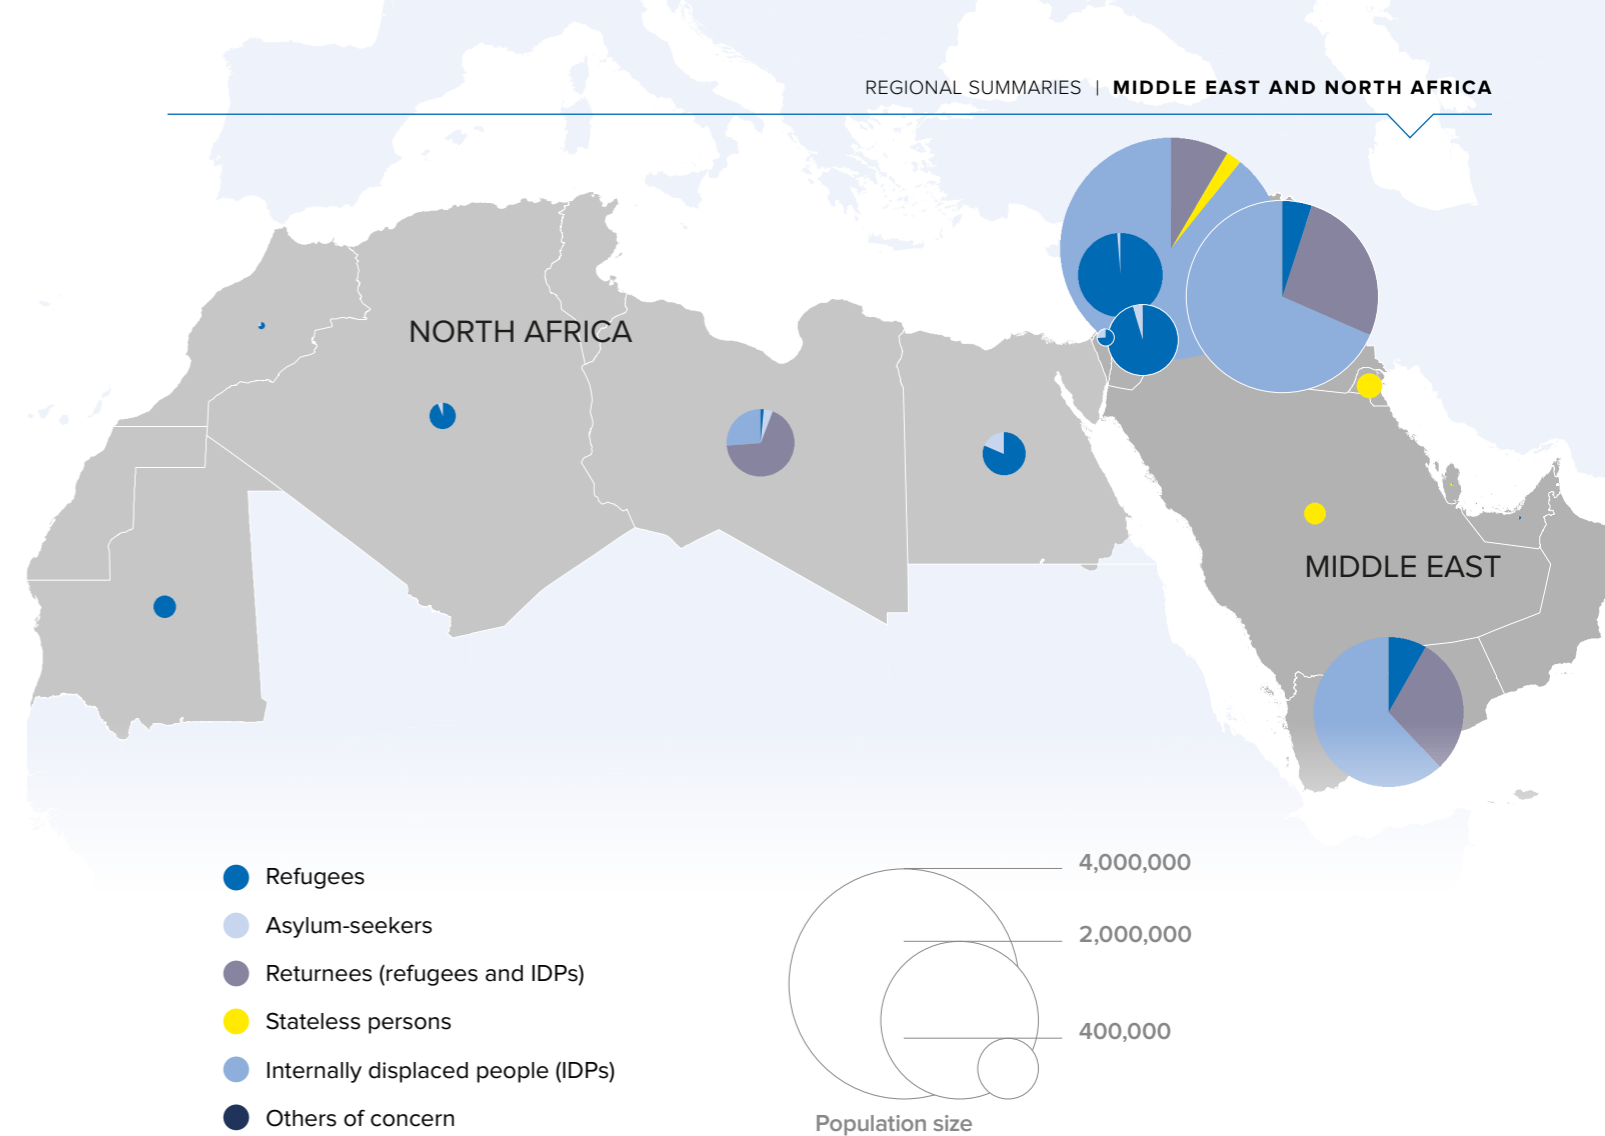 REGIONAL SUMMARIES | MIDDLE EAST AND NORTH AFRICA
NORTH AFRICA
MIDDLE EAST
Refugees
Asylum-seekers
Returnees (refugees and IDPs)
Stateless persons
Internally displaced people (IDPs)
Others of concern
4,000,000
2,000,000
400,000
Population size